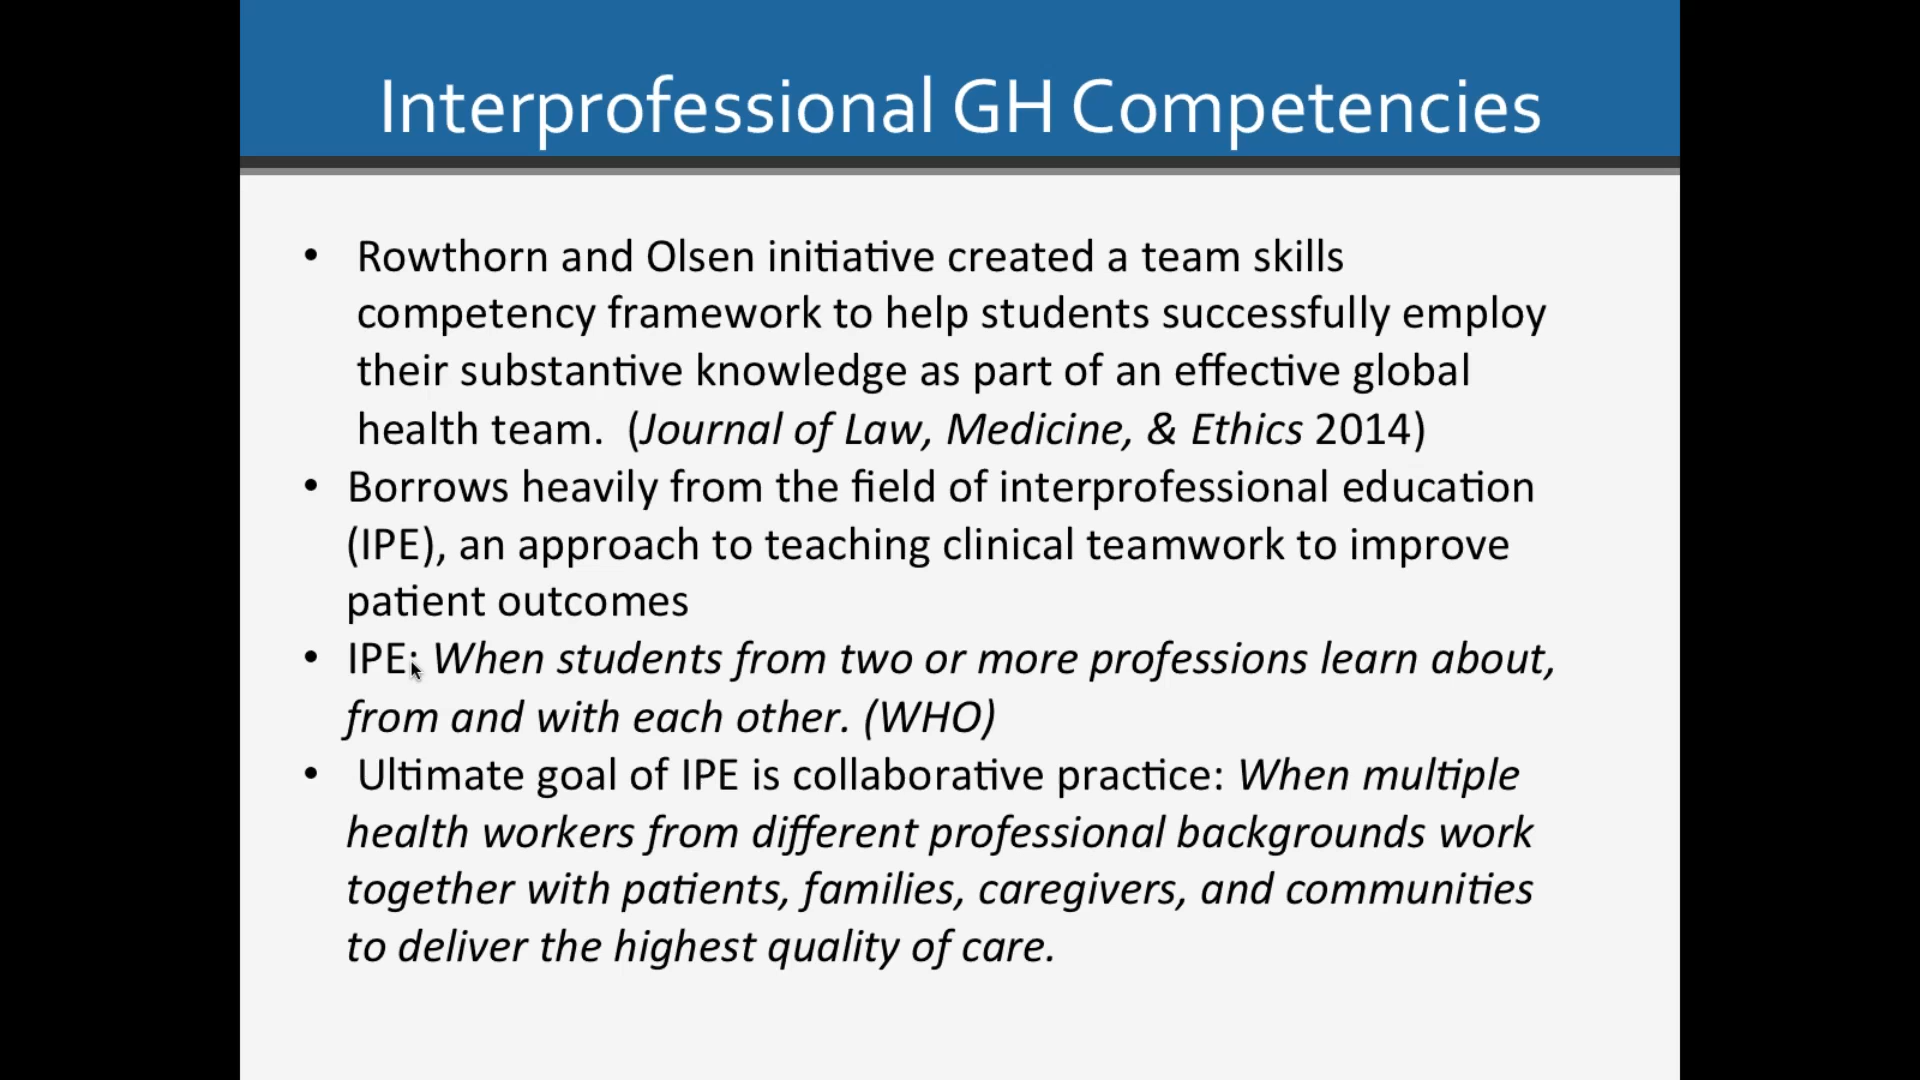 Interprofessional GH Competencies
• Rowthorn and Olsen initiative created a team skills
competency framework to help students successfully employ
their substantive knowledge as part of an effective global
health team. (Journal of Law, Medicine, & Ethics 2014)
• Borrows heavily from the field of interprofessional education
(IPE), an approach to teaching clinical teamwork to improve
patient outcomes
• IPE: When students from two or more professions learn about,
from and with each other. (WHO)
• Ultimate goal of IPE is collaborative practice: When multiple
health workers from different professional backgrounds work
together with patients, families, caregivers, and communities
to deliver the highest quality of care.